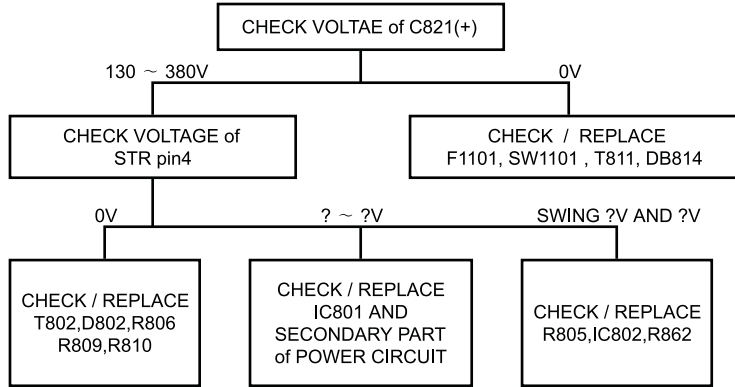 CHECK VOLTAE of C821(+)
130 ~ 380V
0V
CHECK VOLTAGE of
STR pin4
CHECK / REPLACE
F1101, SW1101 , T811, DB814
0V
? ~ ?V
SWING ?V AND ?V
CHECK / REPLACE
T802,D802,R806
R809,R810
CHECK / REPLACE
IC801 AND
SECONDARY PART
of POWER CIRCUIT
CHECK / REPLACE
R805,IC802,R862